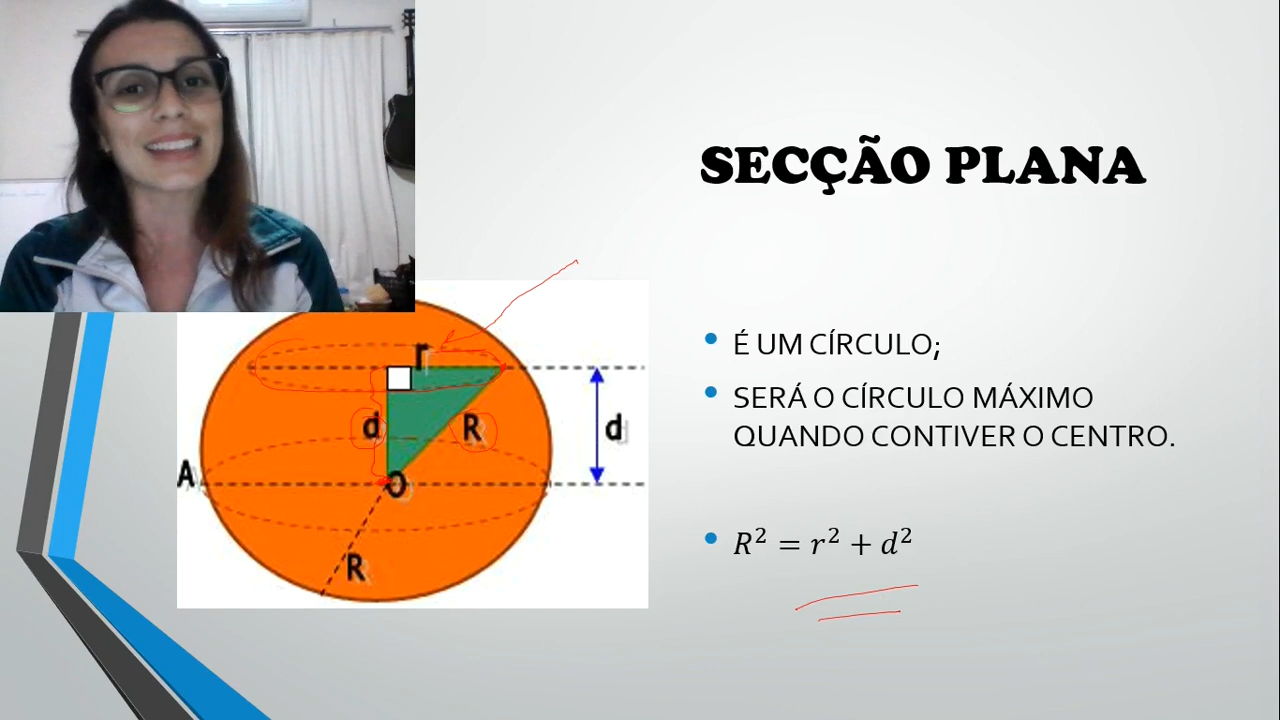 SECÇÃO PLANA
É UM CÍRCULO;
SERÁ O CÍRCULO MÁXIMO
QUANDO CONTIVER O CENTRO.
R² = r² + d²
r
d
R
d
A
O
R